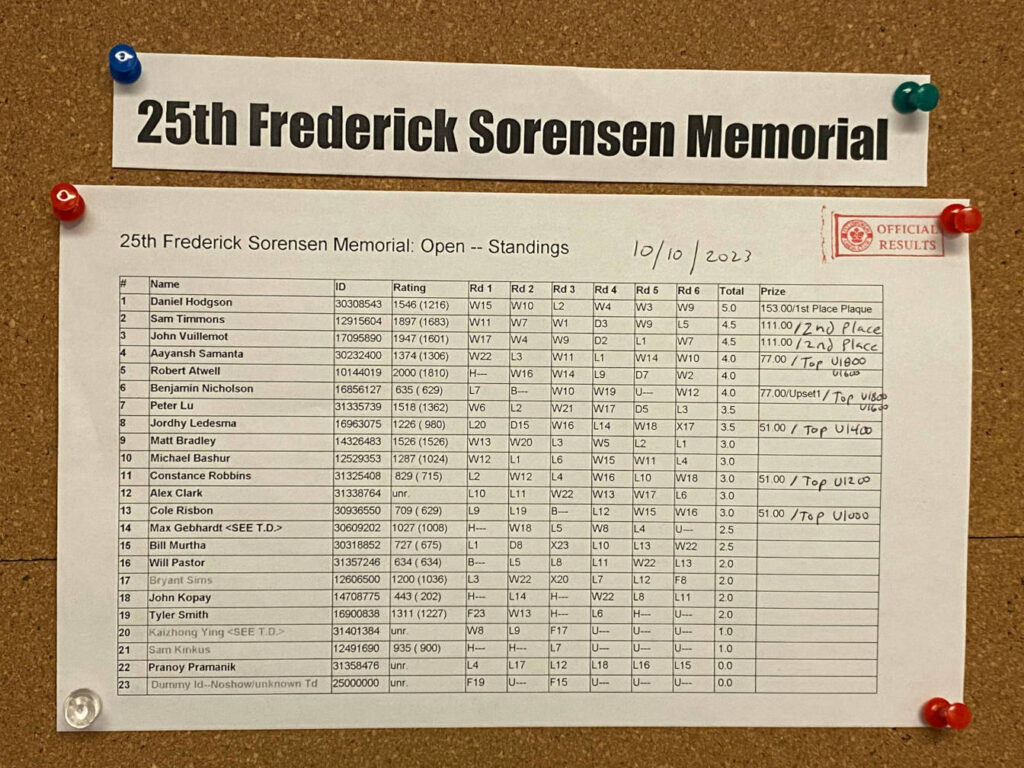 25th Frederick Sorensen Memorial
25th Frederick Sorensen Memorial: Open -- Standings 10/10/2023
OFFICIAL
RESULTS
# Name ID Rating Rd 1 Rd 2 Rd 3 Rd 4 Rd 5 Rd 6 Total Prize
1 Daniel Hodgson 30308543 1546 (1216) W15 W10 L2 W4 W3 W9 5.0 153.00/1st Place Plaque
2 Sam Timmons 12915604 1897 (1683) W11 W7 W1 D3 W9 L5 4.5 111.00 /2nd Place
3 John Vuillemot 17095890 1947 (1601) W17 W4 W9 D2 L1 W7 4.5 111.00 /2nd Place
4 Aayansh Samanta 30232400 1374 (1306) W22 L3 W11 L1 W14 W10 4.0 77.00 / Top U1800
U1600
5 Robert Atwell 10144019 2000 (1810) H--- W16 W14 L9 D7 W2 4.0
6 Benjamin Nicholson 16856127 635 ( 629) L7 B--- W10 W19 U--- W12 4.0 77.00/Upset1 / Top U1800
U1600
7 Peter Lu 31335739 1518 (1362) W6 L2 W21 W17 D5 L3 3.5
8 Jordhy Ledesma 16963075 1226 ( 980) L20 D15 W16 L14 W18 X17 3.5 51.00 / Top U1400
9 Matt Bradley 14326483 1526 (1526) W13 W20 L3 W5 L2 L1 3.0
10 Michael Bashur 12529353 1287 (1024) W12 L1 L6 W15 W11 L4 3.0
11 Constance Robbins 31325408 829 ( 715) L2 W12 L4 W16 L10 W18 3.0 51.00 / Top U1200
12 Alex Clark 31338764 unr. L10 L11 W22 W13 W17 L6 3.0
13 Cole Risbon 30936550 709 ( 629) L9 L19 B--- L12 W15 W16 3.0 51.00 /Top U1000
14 Max Gebhardt <SEE T.D.> 30609202 1027 (1008) H--- W18 L5 W8 L4 U--- 2.5
15 Bill Murtha 30318852 727 ( 675) L1 D8 X23 L10 L13 W22 2.5
16 Will Pastor 31357246 634 ( 634) B--- L5 L8 L11 W22 L13 2.0
17 Bryant Sims 12606500 1200 (1036) L3 W22 X20 L7 L12 F8 2.0
18 John Kopay 14708775 443 ( 202) H--- L14 H--- W22 L8 L11 2.0
19 Tyler Smith 16900838 1311 (1227) F23 W13 H--- L6 H--- U--- 2.0
20 Kaizhong Ying <SEE T.D.> 31401384 unr. W8 L9 F17 U--- U--- U--- 1.0
21 Sam Kinkus 12491690 935 ( 900) H--- H--- L7 U--- U--- U--- 1.0
22 Pranoy Pramanik 31358476 unr. L4 L17 L12 L18 L16 L15 0.0
23 Dummy Id--Noshow/unknown Td 25000000 unr. F19 U--- F15 U--- U--- U--- 0.0